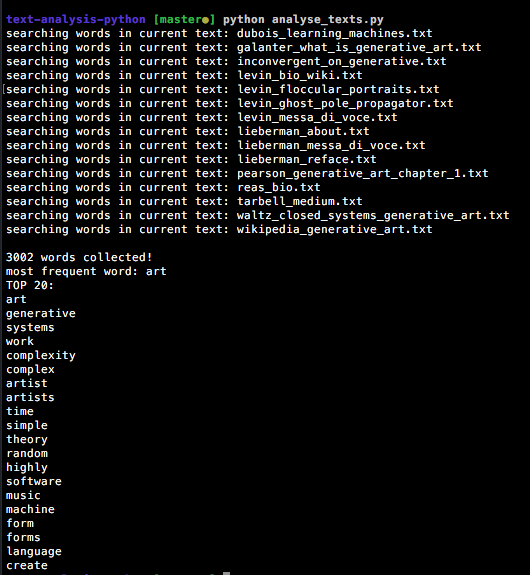 text-analysis-python [master●] python analyse_texts.py
searching words in current text: dubois_learning_machines.txt
searching words in current text: galanter_what_is_generative_art.txt
searching words in current text: inconvergent_on_generative.txt
searching words in current text: levin_bio_wiki.txt
searching words in current text: levin_floccular_portraits.txt
searching words in current text: levin_ghost_pole_propagator.txt
searching words in current text: levin_messa_di_voce.txt
searching words in current text: lieberman_about.txt
searching words in current text: lieberman_messa_di_voce.txt
searching words in current text: lieberman_reface.txt
searching words in current text: pearson_generative_art_chapter_1.txt
searching words in current text: reas_bio.txt
searching words in current text: tarbell_medium.txt
searching words in current text: waltz_closed_systems_generative_art.txt
searching words in current text: wikipedia_generative_art.txt
3002 words collected!
most frequent word: art
TOP 20:
art
generative
systems
work
complexity
complex
artist
artists
time
simple
theory
random
highly
software
music
machine
form
forms
language
create